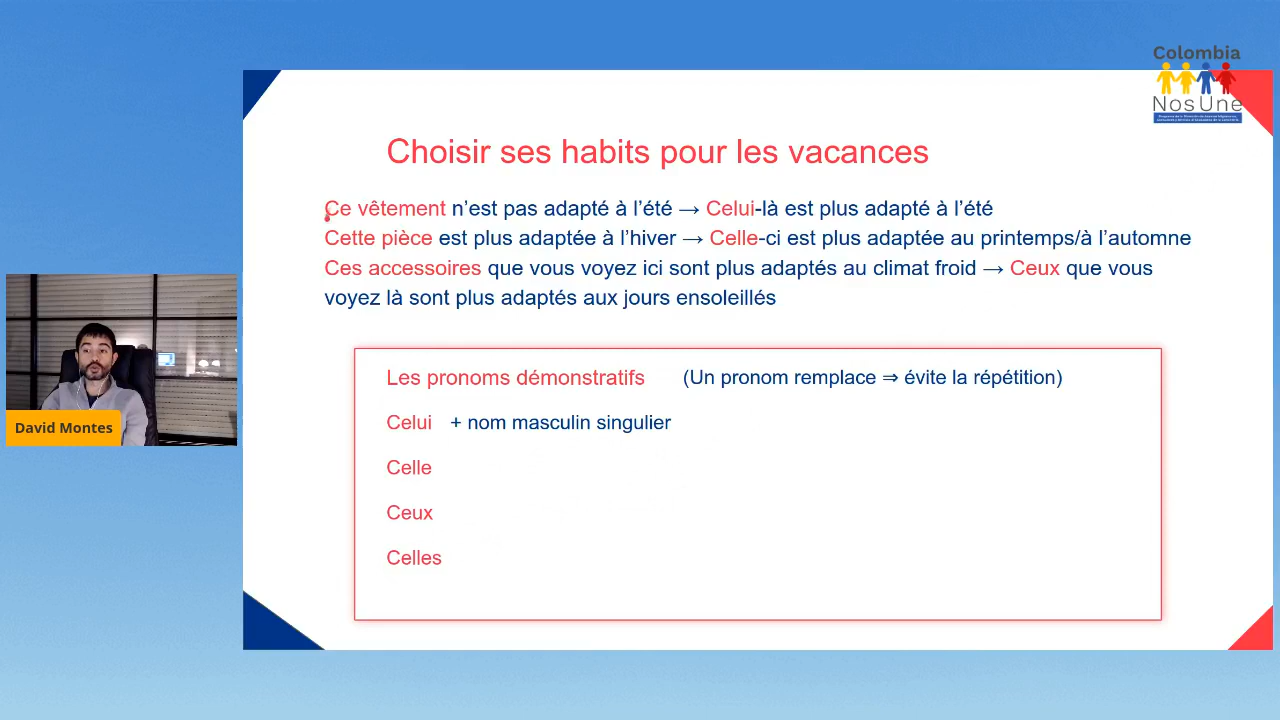 Colombia
NosUne
Choisir ses habits pour les vacances
Ce vêtement n’est pas adapté à l’été → Celui-là est plus adapté à l’été
Cette pièce est plus adaptée à l’hiver → Celle-ci est plus adaptée au printemps/à l’automne
Ces accessoires que vous voyez ici sont plus adaptés au climat froid → Ceux que vous
voyez là sont plus adaptés aux jours ensoleillés
Les pronoms démonstratifs (Un pronom remplace ⇒ évite la répétition)
Celui + nom masculin singulier
David Montes
Celle
Ceux
Celles